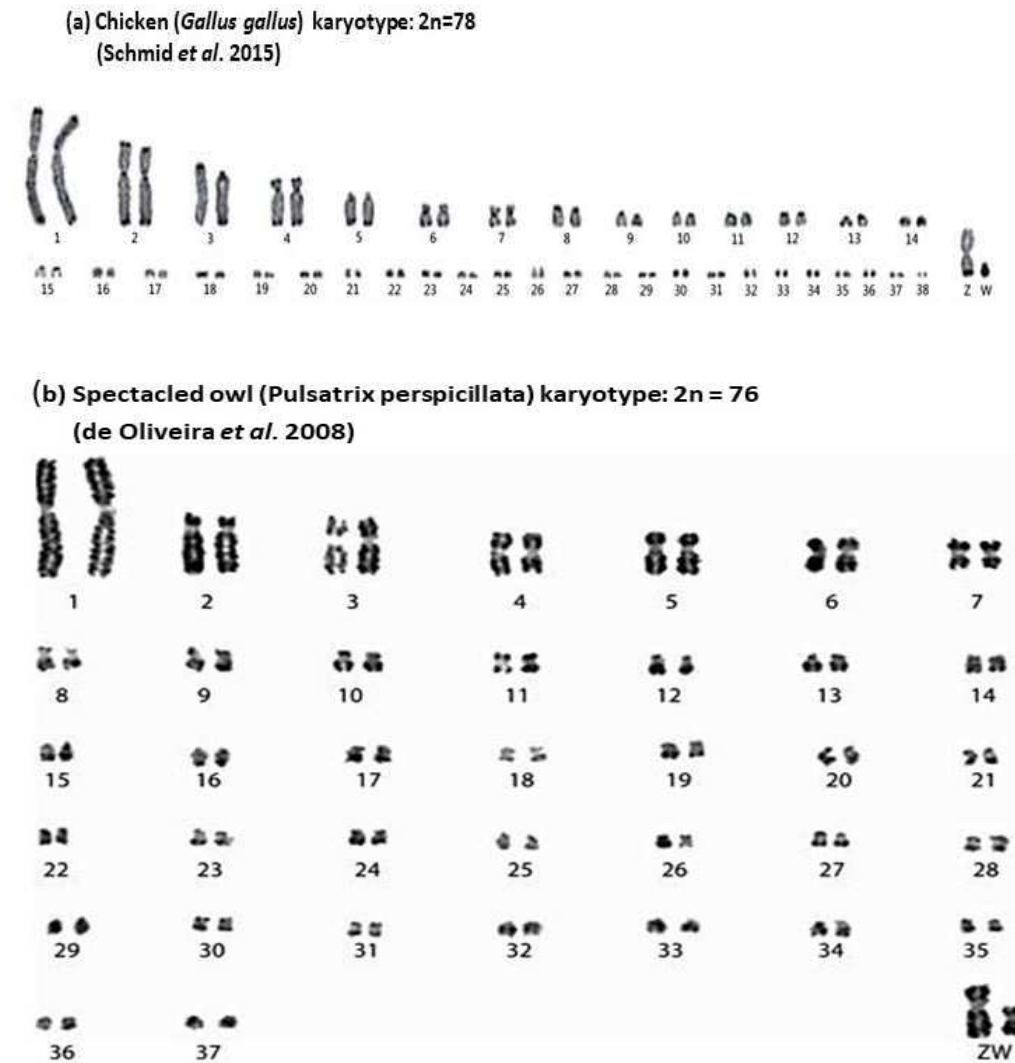 (a) Chicken (Gallus gallus) karyotype: 2n=78
(Schmid et al. 2015)
1 2 3 4 5 6 7 8 9 10 11 12 13 14
15 16 17 18 19 20 21 22 23 24 25 26 27 28 29 30 31 32 33 34 35 36 37 38 Z W
(b) Spectacled owl (Pulsatrix perspicillata) karyotype: 2n = 76
(de Oliveira et al. 2008)
1 2 3 4 5 6 7
8 9 10 11 12 13 14
15 16 17 18 19 20 21
22 23 24 25 26 27 28
29 30 31 32 33 34 35
36 37 ZW